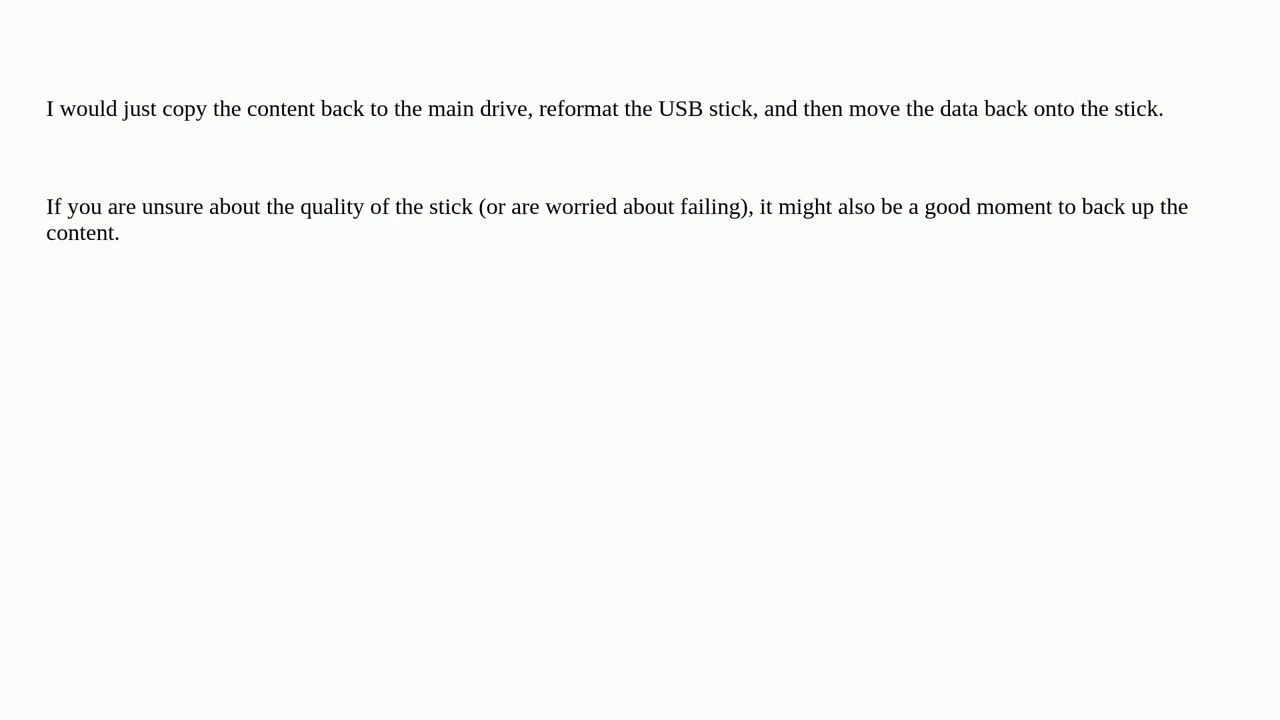 I would just copy the content back to the main drive, reformat the USB stick, and then move the data back onto the stick.
If you are unsure about the quality of the stick (or are worried about failing), it might also be a good moment to back up the
content.